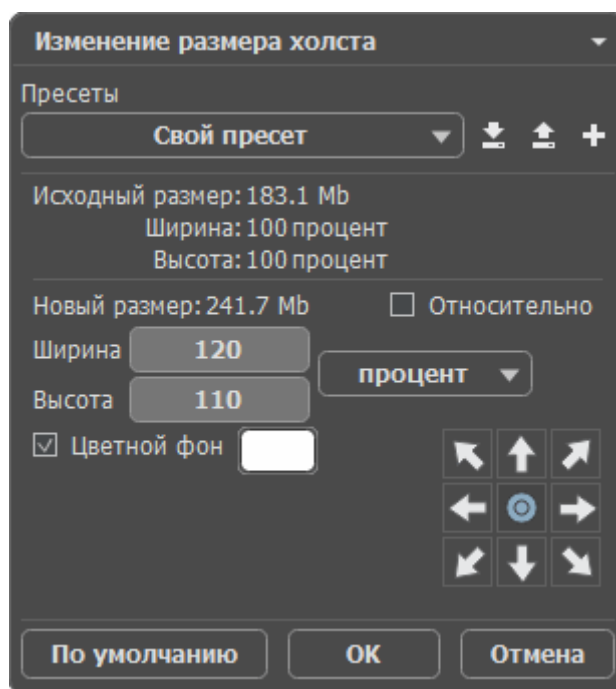 Изменение размера холста
Пресеты
Свой пресет
Исходный размер: 183.1 Mb
Ширина: 100 процент
Высота: 100 процент
Новый размер: 241.7 Mb Относительно
Ширина 120
процент
Высота 110
Цветной фон
По умолчанию OK Отмена